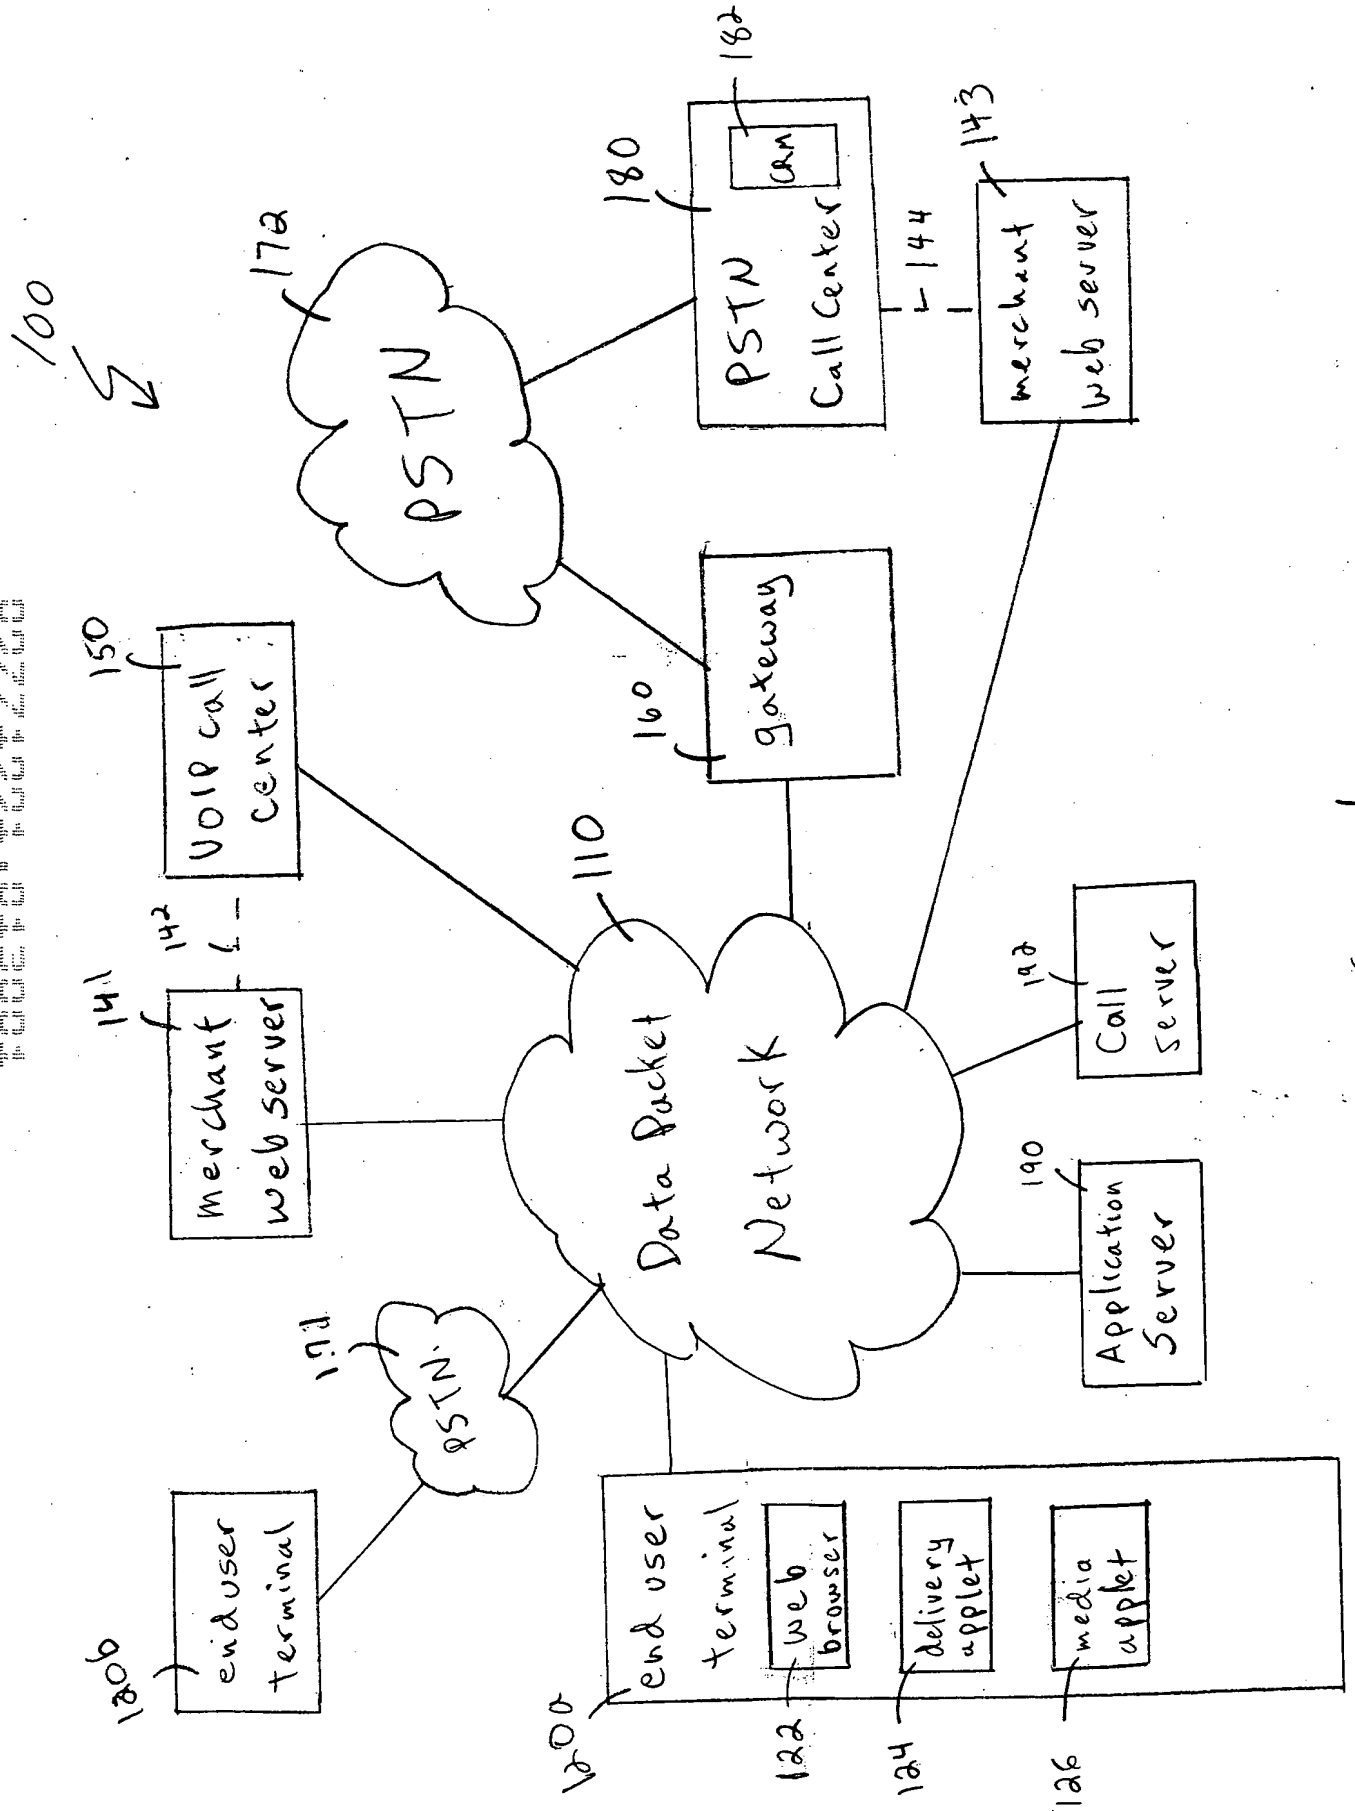 100
120b
enduser
terminal
171
PSTN
141
merchant
web server
142
150
VOIP call
center
172
PSTN
110
Data Packet
Network
160
gateway
180
PSTN
Call Center
CRM
182
144
143
merchant
web server
192
Call
Server
190
Application
Server
120a
end user
terminal
122
web
browser
124
delivery
applet
126
media
applet